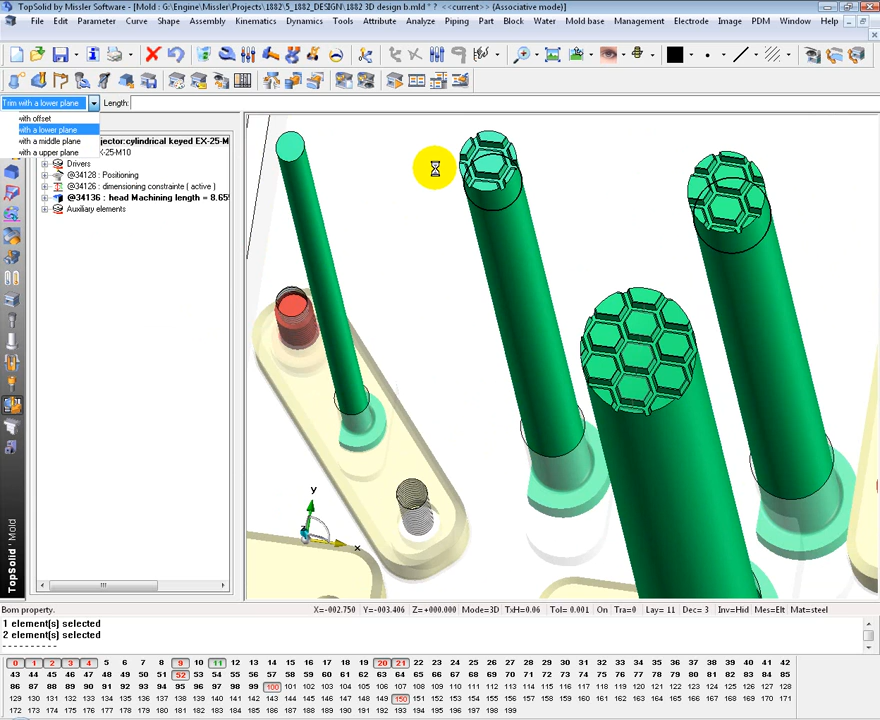 TopSolid by Missler Software - [Mold : G:\Engine\Missler\Projects\1882\5_1882_DESIGN\1882 3D design b.mld * ? <<current>> (Associative mode)]
File Edit Parameter Curve Shape Assembly Kinematics Dynamics Tools Attribute Analyze Piping Part Bom Water Mold base Management Electrode Image PDM Window Help
Trim with a lower plane Length:
with offset
with a lower plane
with a middle plane
with a upper plane
jector:cylindrical keyed EX-25-M
X-25-M10
Drivers
@34128 : Positioning
@34126 : dimensioning constrainte ( active )
@34136 : head Machining length = 8.65
Auxiliary elements
y
z
x
TopSolid'Mold
Bom property.
X=-002.750 Y=-003.406 Z=+000.000 Mode=3D TxH=0.06 Tol= 0.001 On Tra=0 Lay= 11 Dec= 3 Inv=Hid Mes=Elt Mat=steel
1 element(s) selected
2 element(s) selected
----------
0 1 2 3 4 5 6 7 8 9 10 11 12 13 14 15 16 17 18 19 20 21 22 23 24 25 26 27 28 29 30 31 32 33 34 35 36 37 38 39 40 41 42
43 44 45 46 47 48 49 50 51 52 53 54 55 56 57 58 59 60 61 62 63 64 65 66 67 68 69 70 71 72 73 74 75 76 77 78 79 80 81 82 83 84 85
86 87 88 89 90 91 92 93 94 95 96 97 98 99 100 101 102 103 104 105 106 107 108 109 110 111 112 113 114 115 116 117 118 119 120 121 122 123 124 125 126 127 128
129 130 131 132 133 134 135 136 137 138 139 140 141 142 143 144 145 146 147 148 149 150 151 152 153 154 155 156 157 158 159 160 161 162 163 164 165 166 167 168 169 170 171
172 173 174 175 176 177 178 179 180 181 182 183 184 185 186 187 188 189 190 191 192 193 194 195 196 197 198 199